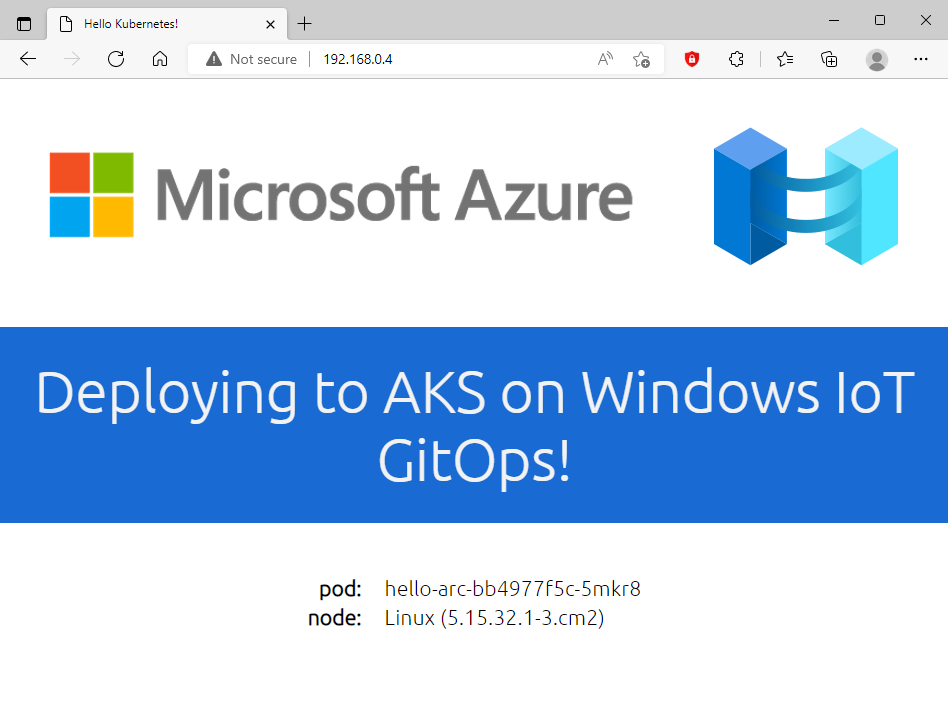 Hello Kubernetes!
Not secure
192.168.0.4
Microsoft Azure
Deploying to AKS on Windows IoT
GitOps!
pod: hello-arc-bb4977f5c-5mkr8
node: Linux (5.15.32.1-3.cm2)